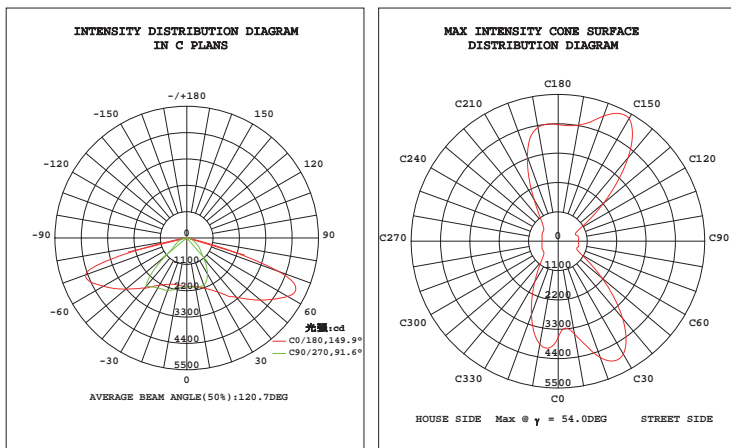 INTENSITY DISTRIBUTION DIAGRAM
IN C PLANS
-/+180
-150
150
-120
120
-90
90
-60
60
-30
30
0
0
1100
2200
3300
4400
5500
光强:cd
C0/180,149.9°
C90/270,91.6°
AVERAGE BEAM ANGLE(50%):120.7DEG
MAX INTENSITY CONE SURFACE
DISTRIBUTION DIAGRAM
C180
C210
C150
C240
C120
C270
C90
C300
C60
C330
C30
C0
0
1100
2200
3300
4400
5500
HOUSE SIDE Max @ γ = 54.0DEG STREET SIDE